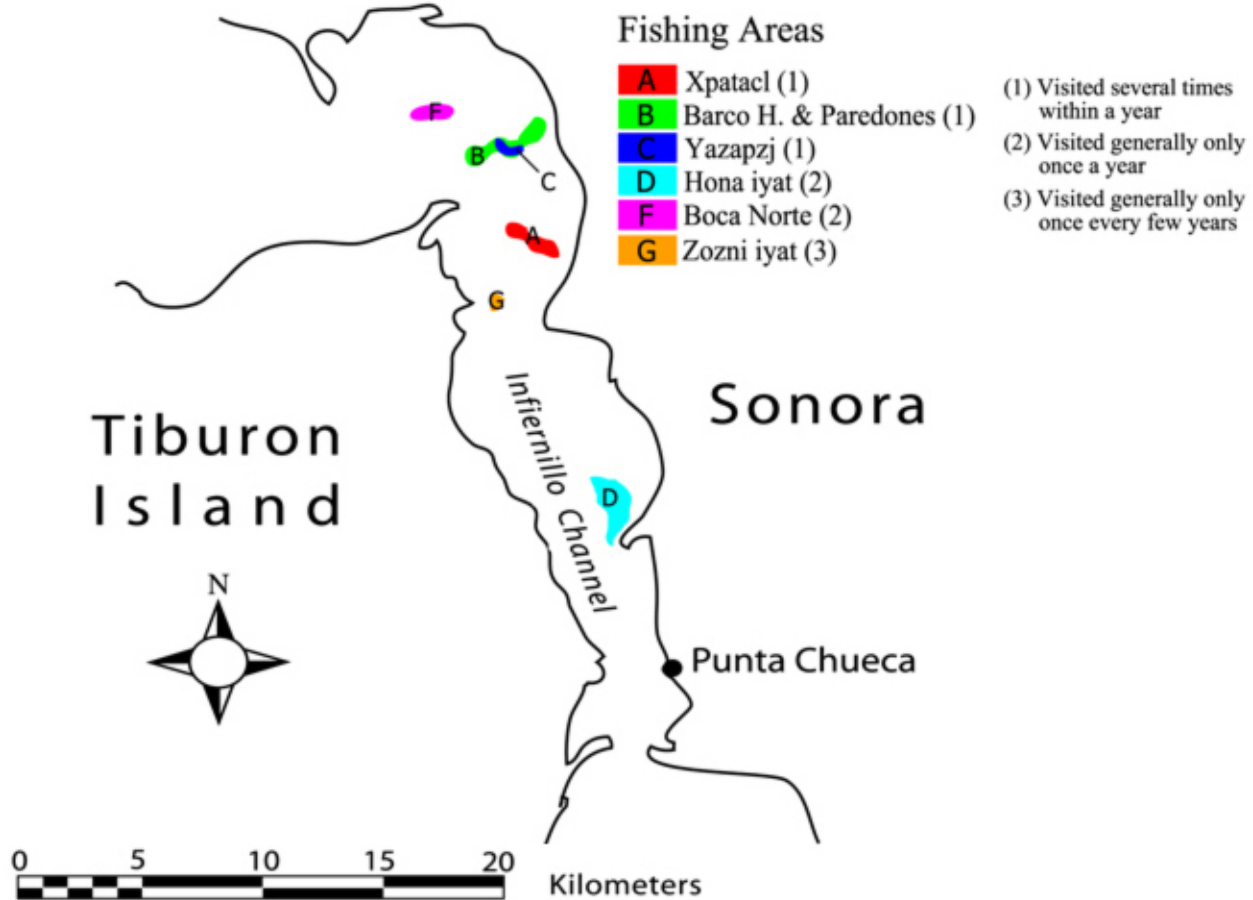 Fishing Areas
A Xpatacl (1)
B Barco H. & Paredones (1)
C Yazapzj (1)
D Hona iyat (2)
F Boca Norte (2)
G Zozni iyat (3)
(1) Visited several times
within a year
(2) Visited generally only
once a year
(3) Visited generally only
once every few years
F
B
C
A
G
Infiernillo Channel
Sonora
Tiburon
Island
D
N
Punta Chueca
0 5 10 15 20
Kilometers